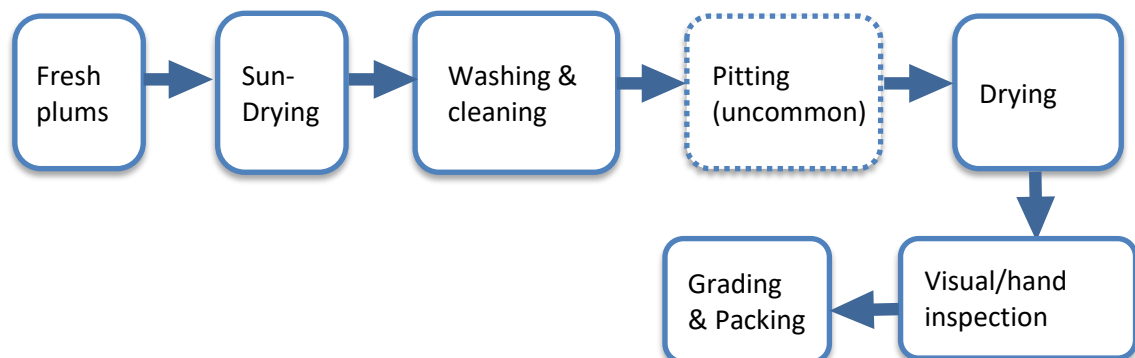 Fresh
plums
Sun-
Drying
Washing &
cleaning
Pitting
(uncommon)
Drying
Visual/hand
inspection
Grading
& Packing